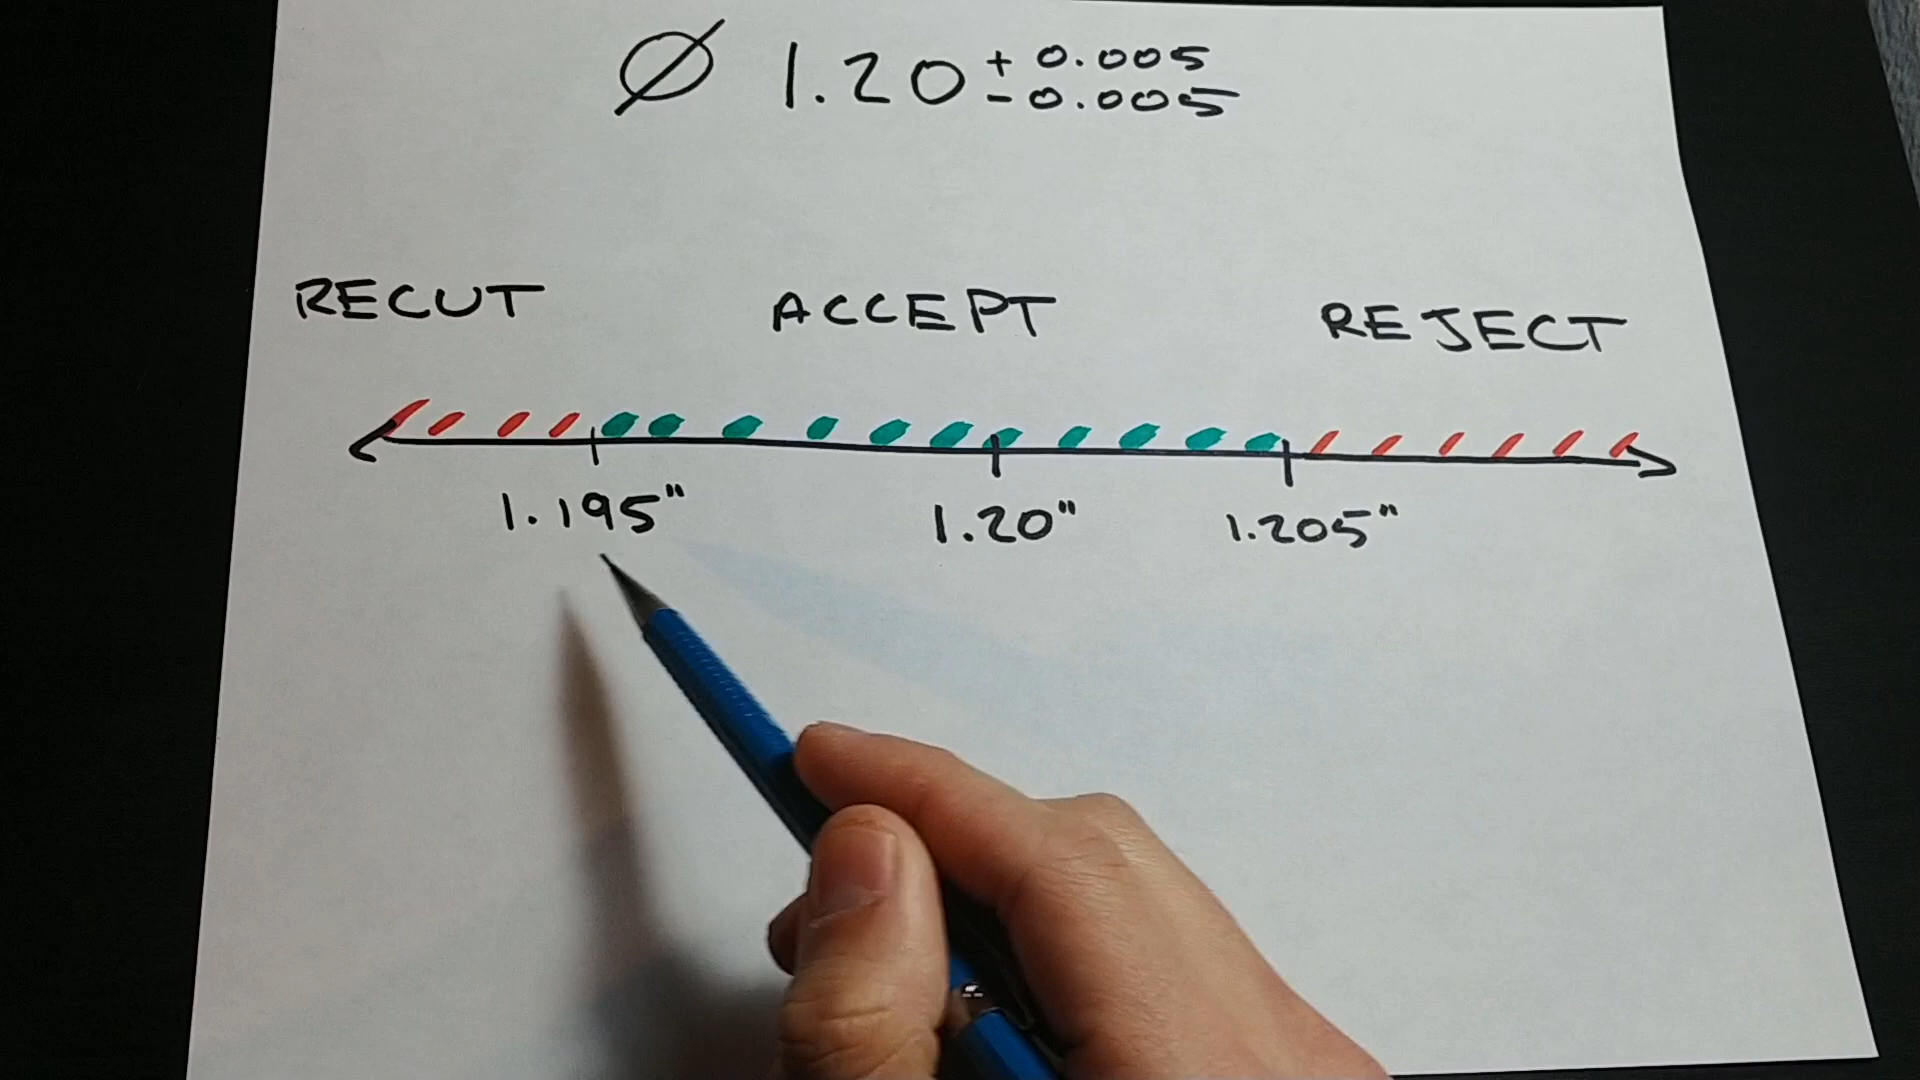 Ø 1.20 + 0.005
- 0.005
RECUT ACCEPT REJECT
1.195" 1.20" 1.205"